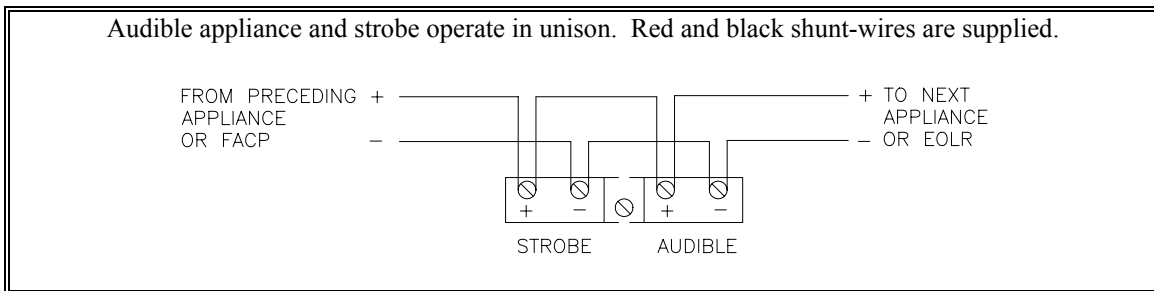 Audible appliance and strobe operate in unison. Red and black shunt-wires are supplied.
FROM PRECEDING +
APPLIANCE
OR FACP –
+ TO NEXT
APPLIANCE
– OR EOLR
+ – + –
STROBE AUDIBLE